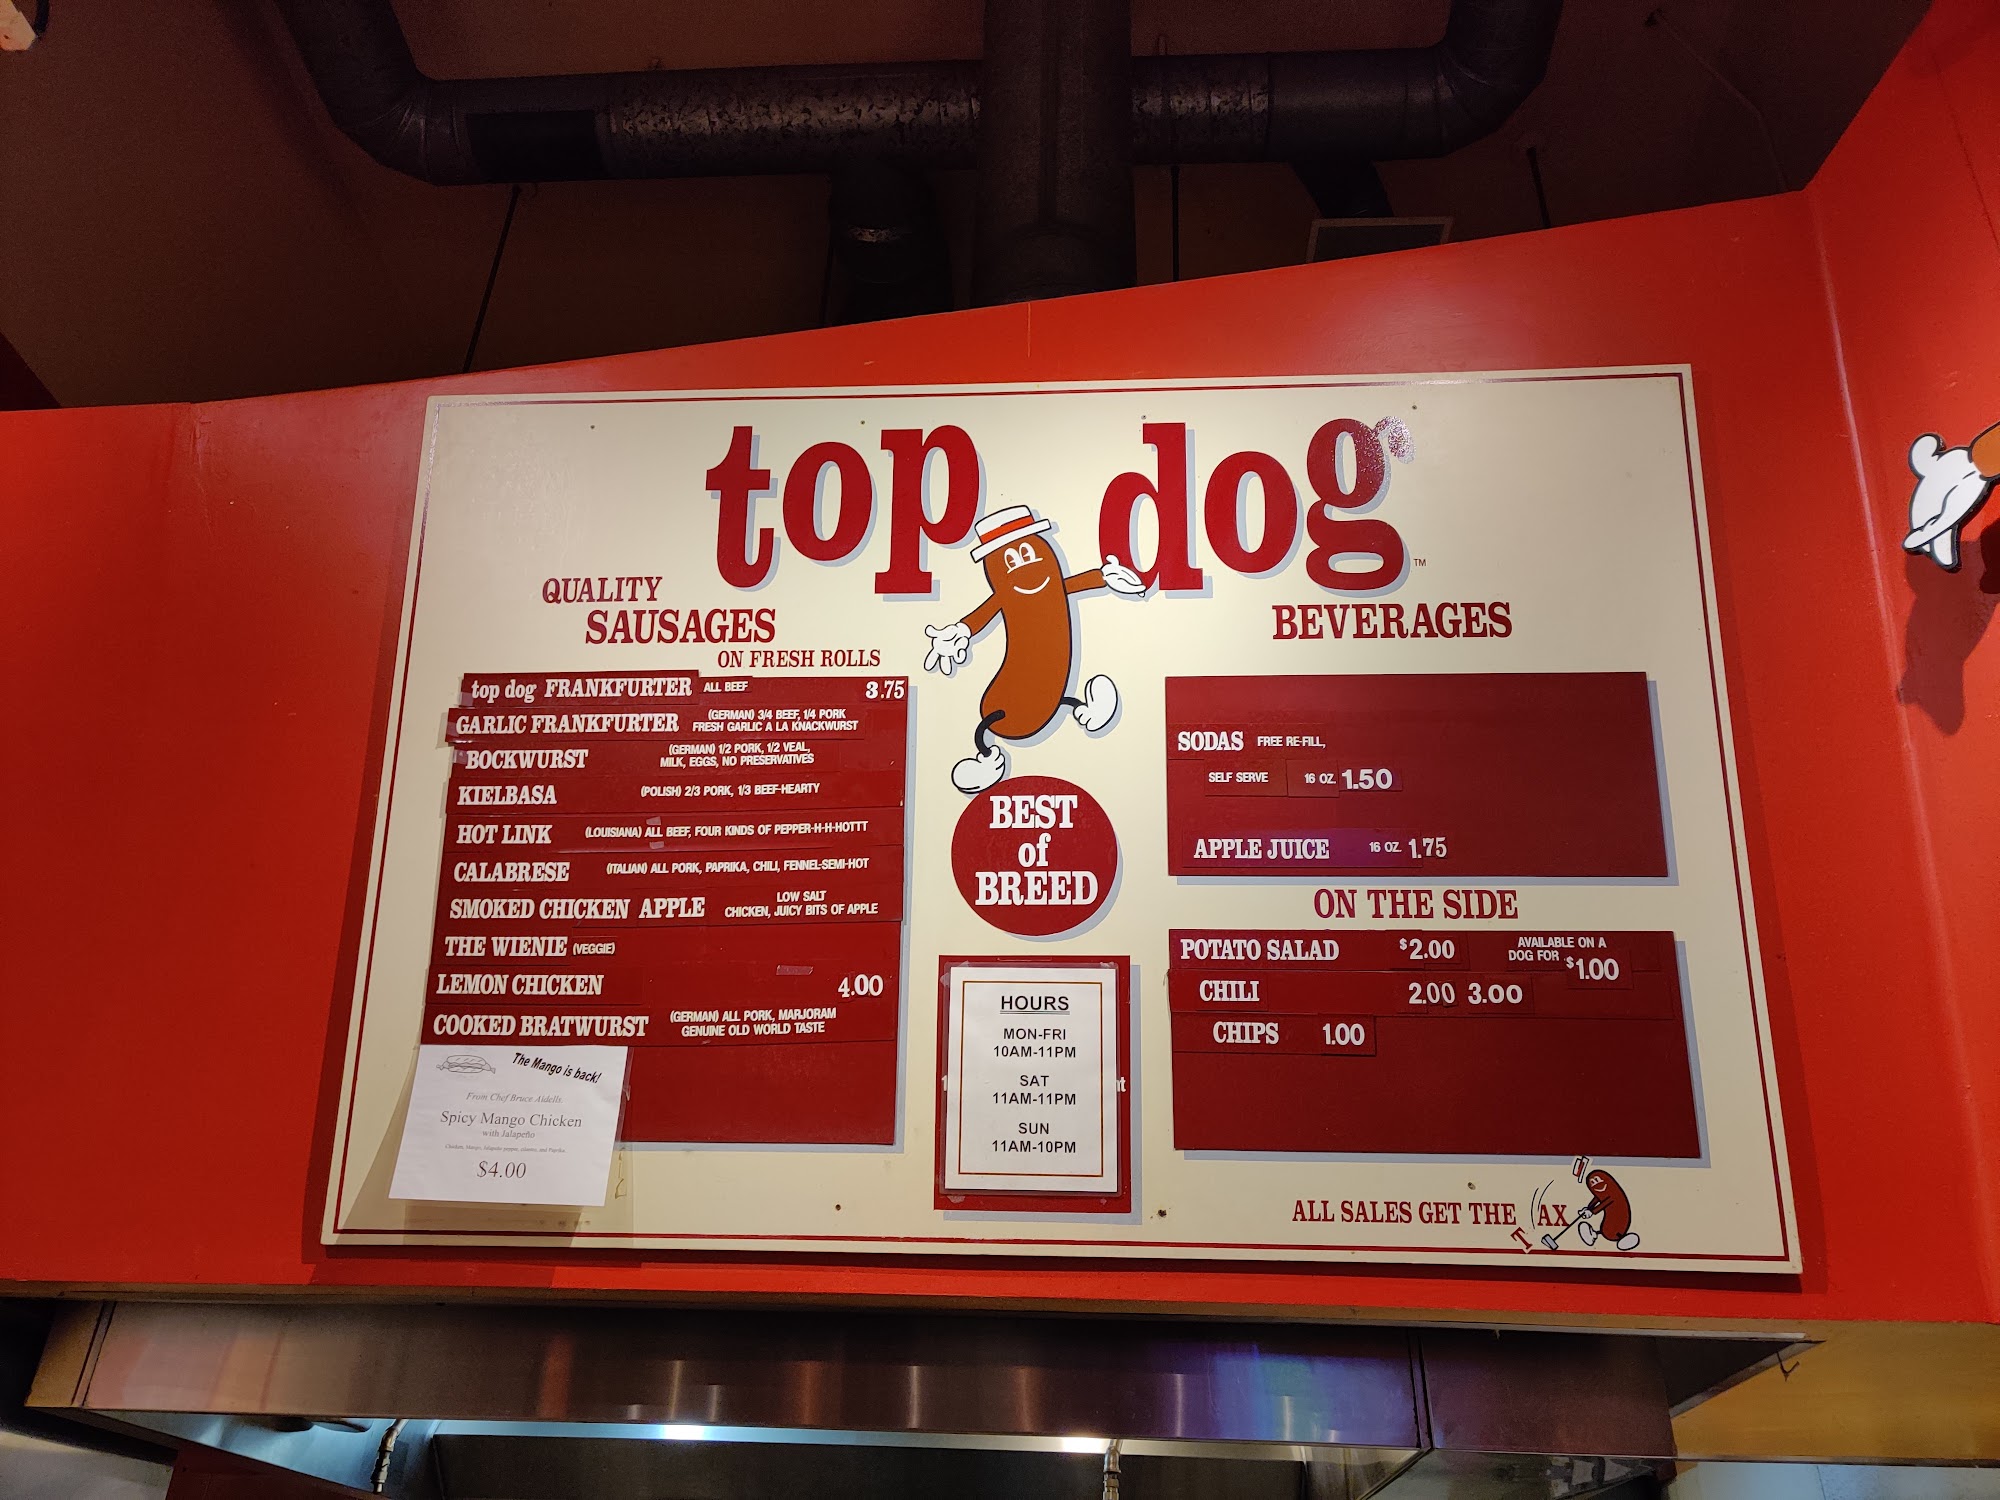 top dog™
QUALITY
SAUSAGES
ON FRESH ROLLS
top dog FRANKFURTER ALL BEEF 3.75
GARLIC FRANKFURTER (GERMAN) 3/4 BEEF, 1/4 PORK
FRESH GARLIC A LA KNACKWURST
BOCKWURST (GERMAN) 1/2 PORK, 1/2 VEAL,
MILK, EGGS, NO PRESERVATIVES
KIELBASA (POLISH) 2/3 PORK, 1/3 BEEF-HEARTY
HOT LINK (LOUISIANA) ALL BEEF, FOUR KINDS OF PEPPER-H-H-HOTTT
CALABRESE (ITALIAN) ALL PORK, PAPRIKA, CHILI, FENNEL-SEMI-HOT
SMOKED CHICKEN APPLE LOW SALT
CHICKEN, JUICY BITS OF APPLE
THE WIENIE (VEGGIE)
LEMON CHICKEN 4.00
COOKED BRATWURST (GERMAN) ALL PORK, MARJORAM
GENUINE OLD WORLD TASTE
The Mango is back!
From Chef Bruce Aidells.
Spicy Mango Chicken
with Jalapeño
Chicken, Mango, Jalapeño pepper, cilantro, and Paprika
$4.00
BEST
of
BREED
HOURS
MON-FRI
10AM-11PM
SAT
11AM-11PM
SUN
11AM-10PM
BEVERAGES
SODAS FREE RE-FILL,
SELF SERVE 16 OZ. 1.50
APPLE JUICE 16 OZ 1.75
ON THE SIDE
POTATO SALAD $2.00 AVAILABLE ON A
DOG FOR $1.00
CHILI 2.00 3.00
CHIPS 1.00
ALL SALES GET THE TAX